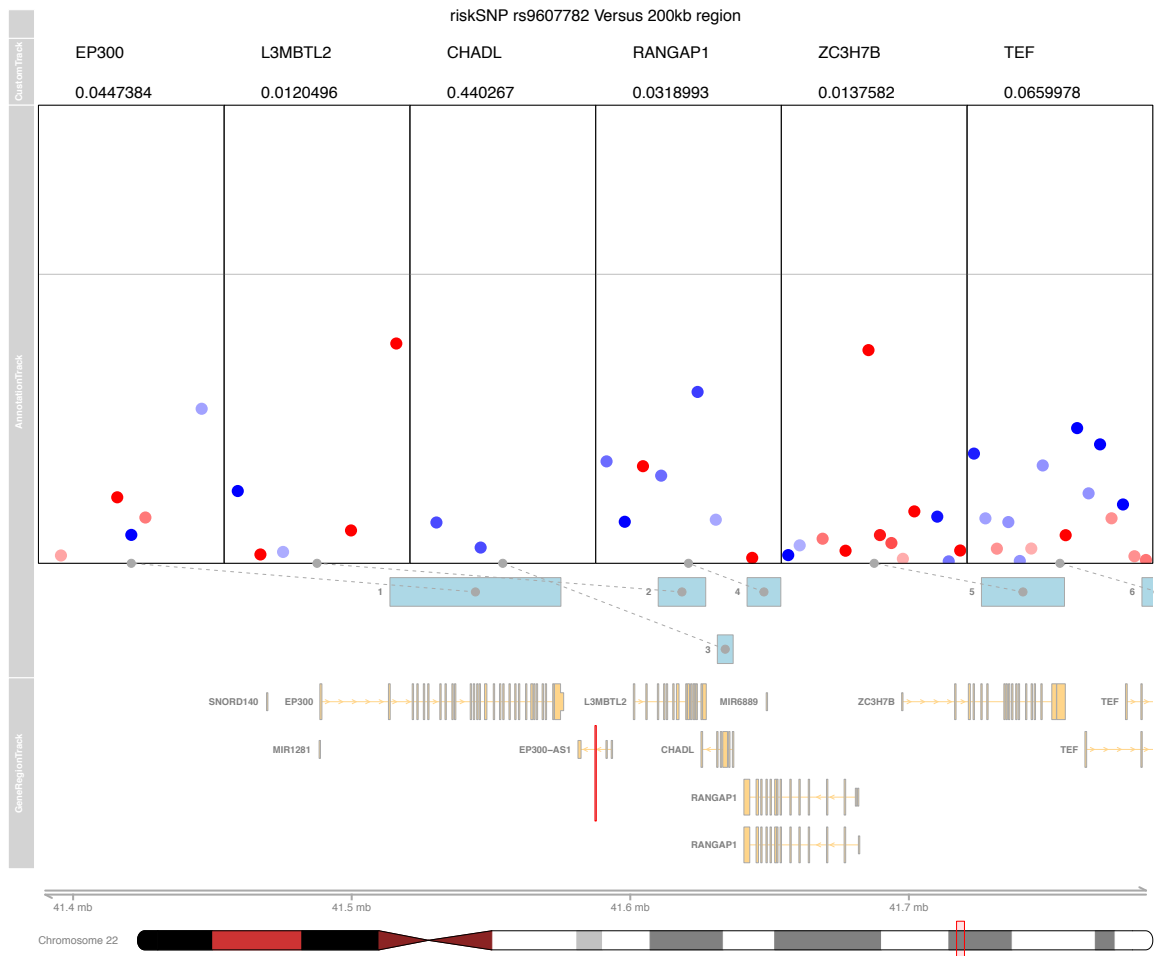 riskSNP rs9607782 Versus 200kb region
CustomTrack
EP300 L3MBTL2 CHADL RANGAP1 ZC3H7B TEF
0.0447384 0.0120496 0.440267 0.0318993 0.0137582 0.0659978
AnnotationTrack
1 2 4 5 6
3
GeneRegionTrack
SNORD140 EP300 L3MBTL2 MIR6889 ZC3H7B TEF
MIR1281 EP300−AS1 CHADL TEF
RANGAP1
RANGAP1
41.4 mb 41.5 mb 41.6 mb 41.7 mb
Chromosome 22